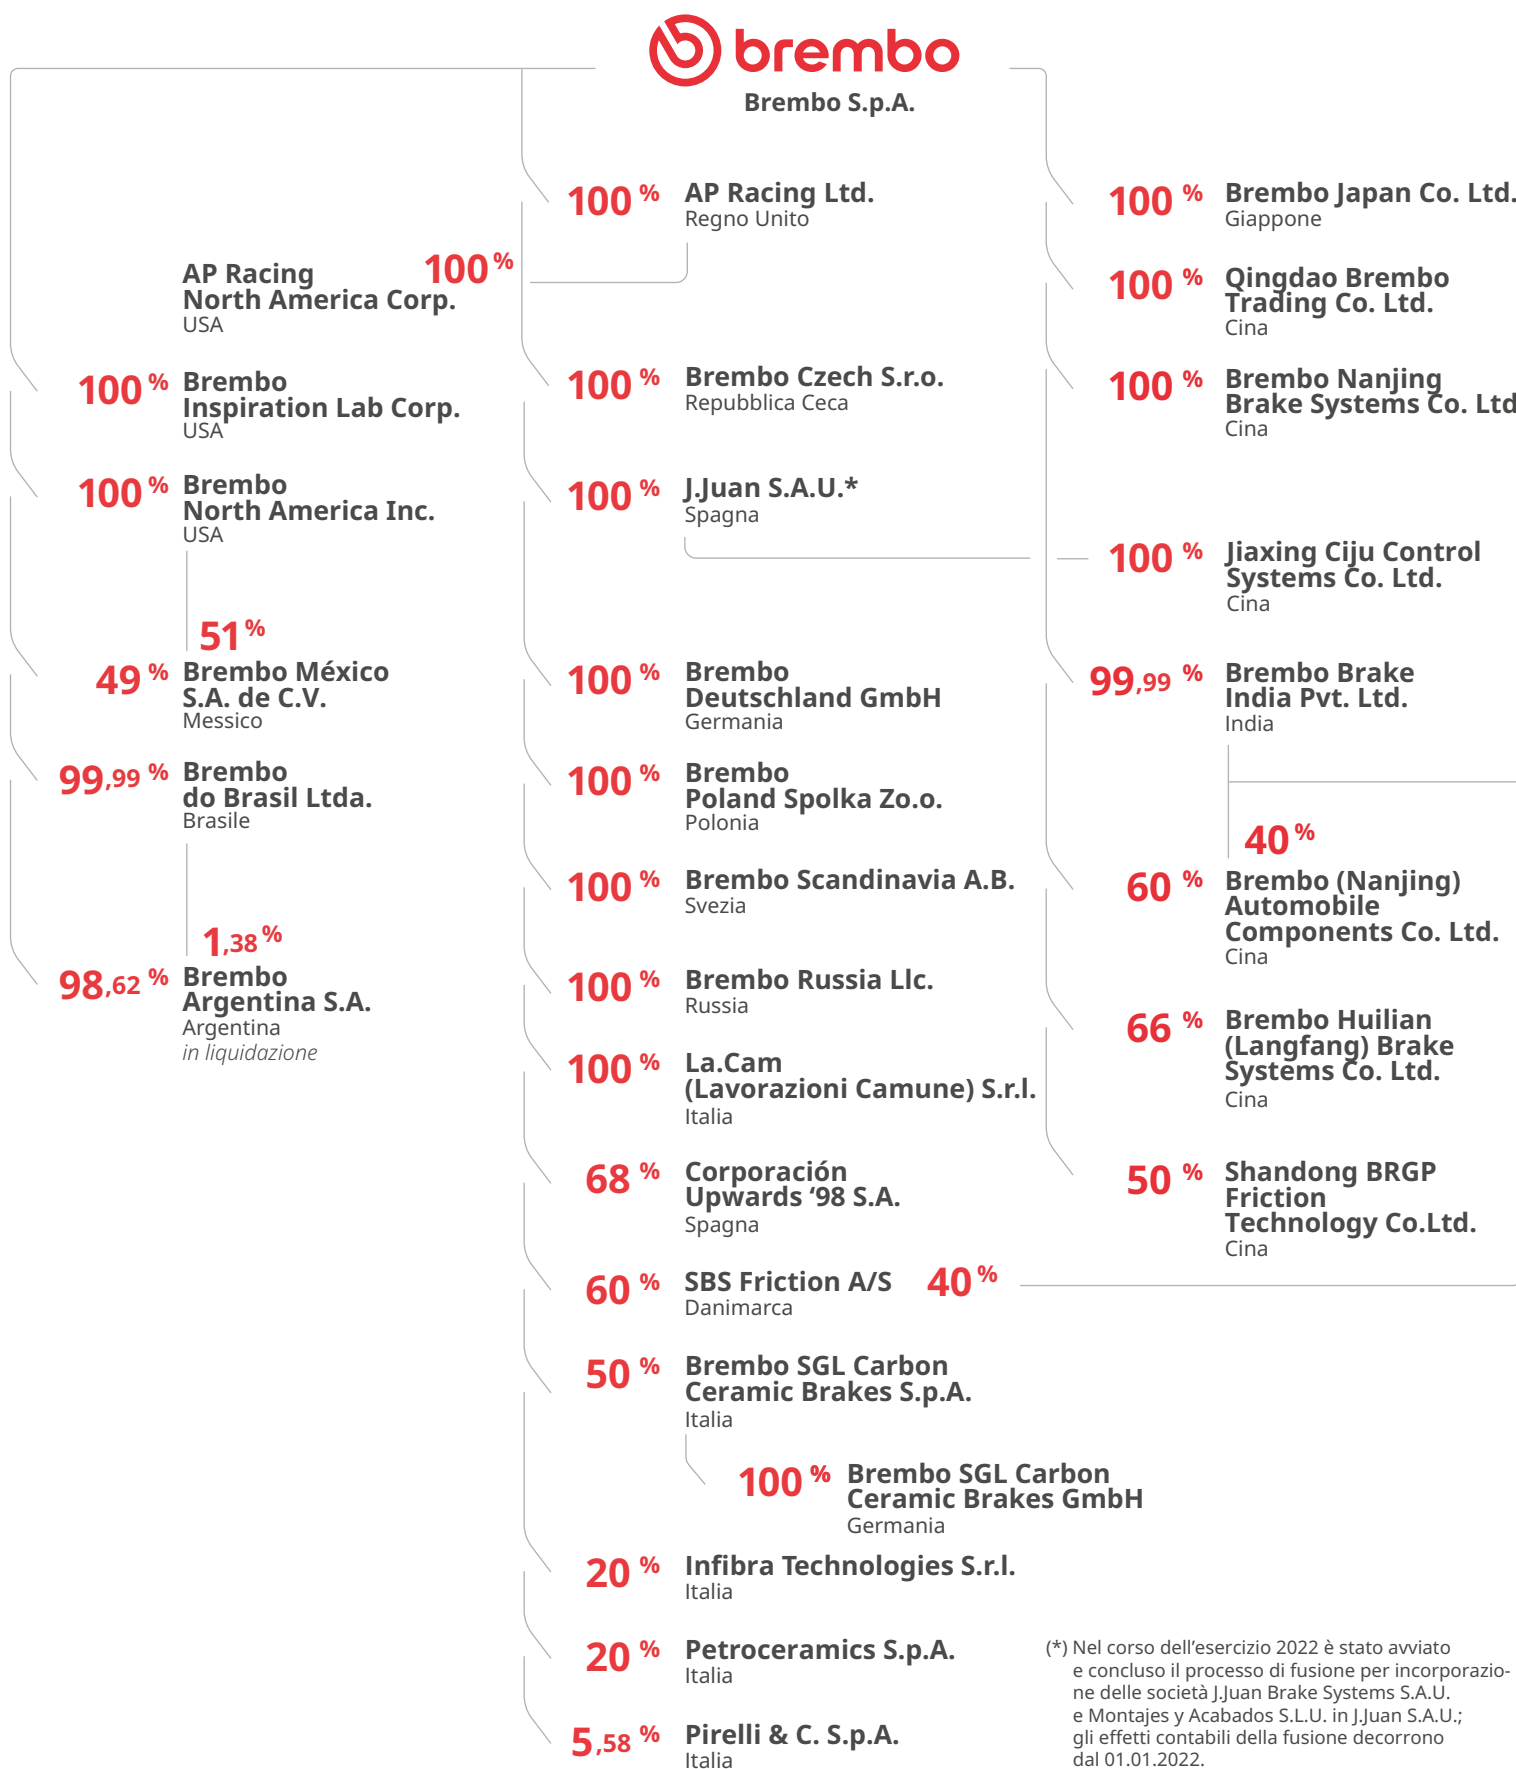 brembo
Brembo S.p.A.
AP Racing
North America Corp.
USA
100%
100% Brembo
Inspiration Lab Corp.
USA
100% Brembo
North America Inc.
USA
51%
49% Brembo México
S.A. de C.V.
Messico
99,99% Brembo
do Brasil Ltda.
Brasile
1,38%
98,62% Brembo
Argentina S.A.
Argentina
in liquidazione
100% AP Racing Ltd.
Regno Unito
100% Brembo Czech S.r.o.
Repubblica Ceca
100% J.Juan S.A.U.*
Spagna
100% Brembo
Deutschland GmbH
Germania
100% Brembo
Poland Spolka Zo.o.
Polonia
100% Brembo Scandinavia A.B.
Svezia
100% Brembo Russia Llc.
Russia
100% La.Cam
(Lavorazioni Camune) S.r.l.
Italia
68% Corporación
Upwards ‘98 S.A.
Spagna
60% SBS Friction A/S 40%
Danimarca
50% Brembo SGL Carbon
Ceramic Brakes S.p.A.
Italia
100% Brembo SGL Carbon
Ceramic Brakes GmbH
Germania
20% Infibra Technologies S.r.l.
Italia
20% Petroceramics S.p.A.
Italia
5,58% Pirelli & C. S.p.A.
Italia
100% Brembo Japan Co. Ltd.
Giappone
100% Qingdao Brembo
Trading Co. Ltd.
Cina
100% Brembo Nanjing
Brake Systems Co. Ltd
Cina
100% Jiaxing Ciju Control
Systems Co. Ltd.
Cina
99,99% Brembo Brake
India Pvt. Ltd.
India
40%
60% Brembo (Nanjing)
Automobile
Components Co. Ltd.
Cina
66% Brembo Huilian
(Langfang) Brake
Systems Co. Ltd.
Cina
50% Shandong BRGP
Friction
Technology Co.Ltd.
Cina
(*) Nel corso dell’esercizio 2022 è stato avviato
e concluso il processo di fusione per incorporazio-
ne delle società J.Juan Brake Systems S.A.U.
e Montajes y Acabados S.L.U. in J.Juan S.A.U.;
gli effetti contabili della fusione decorrono
dal 01.01.2022.